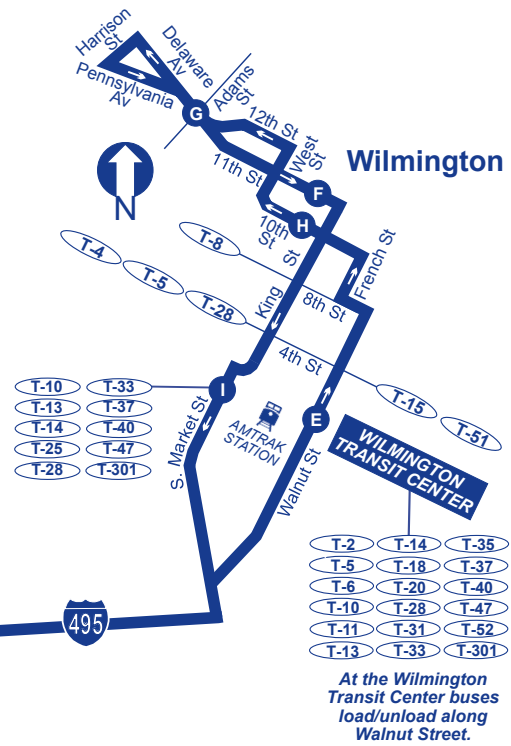 Harrison
St
Delaware
Av
Pennsylvania
Av
Adams
St
G
12th St
West
St
11th St
F
Wilmington
N
H
10th
St
T-8
T-4
T-5
T-28
King
St
8th St
French St
4th St
T-15
T-51
I
T-10 T-33
T-13 T-37
T-14 T-40
T-25 T-47
T-28 T-301
S. Market St
AMTRAK
STATION
E
Walnut St
WILMINGTON
TRANSIT CENTER
T-2 T-14 T-35
T-5 T-18 T-37
T-6 T-20 T-40
T-10 T-28 T-47
T-11 T-31 T-52
T-13 T-33 T-301
495
At the Wilmington
Transit Center buses
load/unload along
Walnut Street.